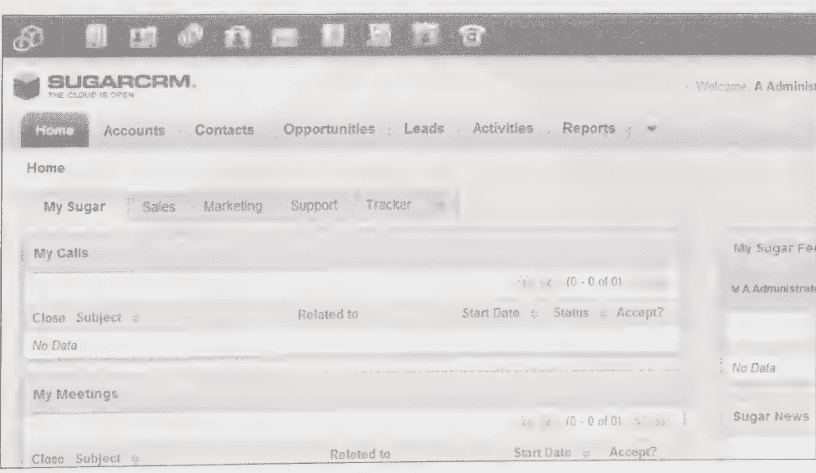 SUGARCRM.
THE CLOUD IS OPEN
Welcome, A Adminis
Home Accounts Contacts Opportunities Leads Activities Reports
Home
My Sugar Sales Marketing Support Tracker
My Calls
(0 - 0 of 0)
Close Subject Related to Start Date Status Accept?
No Data
My Meetings
(0 - 0 of 0)
Close Subject Related to Start Date Accept?
My Sugar Fee
A Administrat
No Data
Sugar News